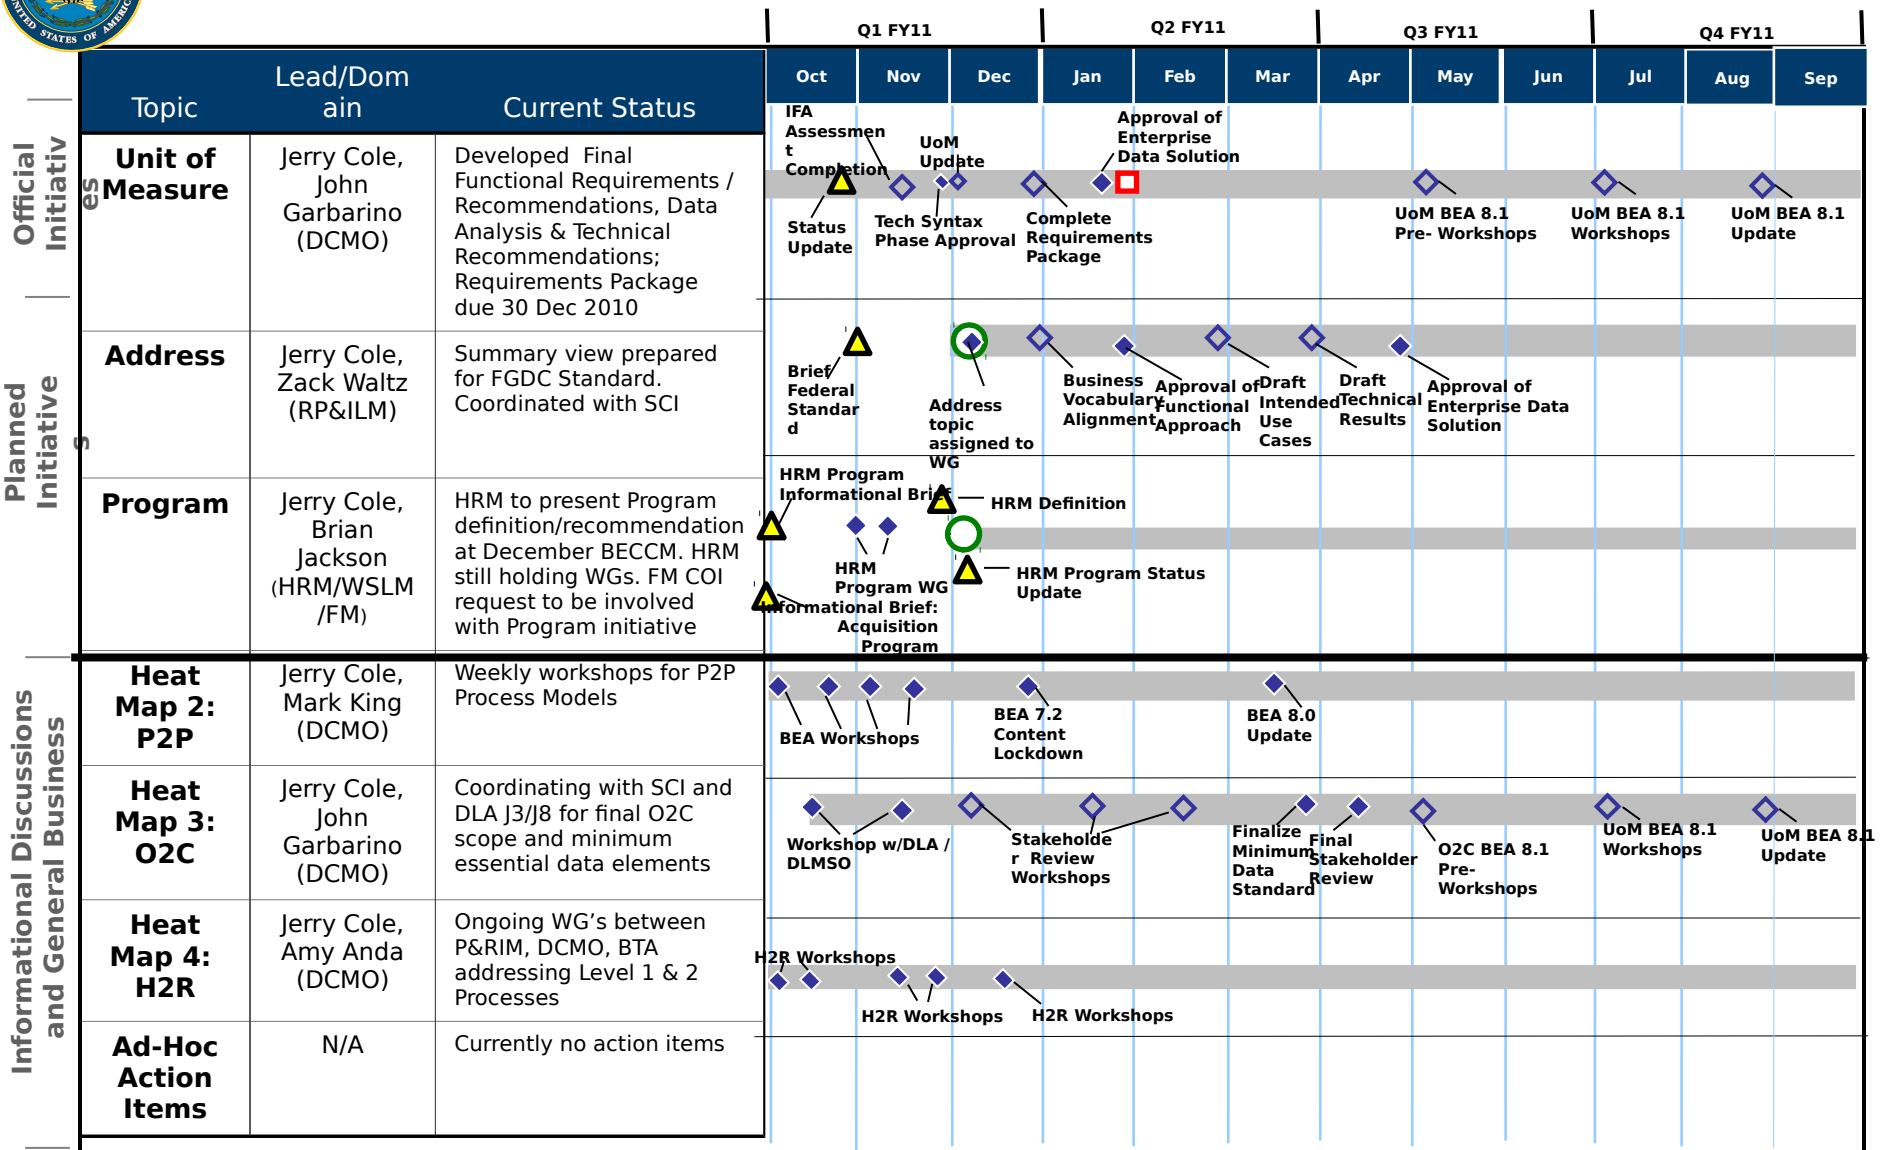 UNITED STATES OF AMERICA
Q1 FY11
Q2 FY11
Q3 FY11
Q4 FY11
Topic
Lead/Dom
ain
Current Status
Oct
Nov
Dec
Jan
Feb
Mar
Apr
May
Jun
Jul
Aug
Sep
Official
Initiativ
es
Unit of
Measure
Jerry Cole,
John
Garbarino
(DCMO)
Developed  Final
Functional Requirements /
Recommendations, Data
Analysis & Technical
Recommendations;
Requirements Package
due 30 Dec 2010
IFA
Assessmen
t
Completion
Status
Update
UoM
Update
Tech Syntax
Phase Approval
Complete
Requirements
Package
Approval of
Enterprise
Data Solution
UoM BEA 8.1
Pre- Workshops
UoM BEA 8.1
Workshops
UoM BEA 8.1
Update
Planned
Initiative
s
Address
Jerry Cole,
Zack Waltz
(RP&ILM)
Summary view prepared
for FGDC Standard.
Coordinated with SCI
Brief
Federal
Standar
d
Address
topic
assigned to
WG
Business
Vocabulary
Alignment
Approval of
Functional
Approach
Draft
Intended
Use
Cases
Draft
Technical
Results
Approval of
Enterprise Data
Solution
Program
Jerry Cole,
Brian
Jackson
(HRM/WSLM
/FM)
HRM to present Program
definition/recommendation
at December BECCM. HRM
still holding WGs. FM COI
request to be involved
with Program initiative
HRM Program
Informational Brief
HRM Definition
HRM
Program WG
HRM Program Status
Update
Informational Brief:
Acquisition
Program
Informational Discussions
and General Business
Heat
Map 2:
P2P
Jerry Cole,
Mark King
(DCMO)
Weekly workshops for P2P
Process Models
BEA Workshops
BEA 7.2
Content
Lockdown
BEA 8.0
Update
Heat
Map 3:
O2C
Jerry Cole,
John
Garbarino
(DCMO)
Coordinating with SCI and
DLA J3/J8 for final O2C
scope and minimum
essential data elements
Workshop w/DLA /
DLMSO
Stakeholde
r  Review
Workshops
Finalize
Minimum
Data
Standard
Final
Stakeholder
Review
O2C BEA 8.1
Pre-
Workshops
UoM BEA 8.1
Workshops
UoM BEA 8.1
Update
Heat
Map 4:
H2R
Jerry Cole,
Amy Anda
(DCMO)
Ongoing WG’s between
P&RIM, DCMO, BTA
addressing Level 1 & 2
Processes
H2R Workshops
H2R Workshops
H2R Workshops
Ad-Hoc
Action
Items
N/A
Currently no action items